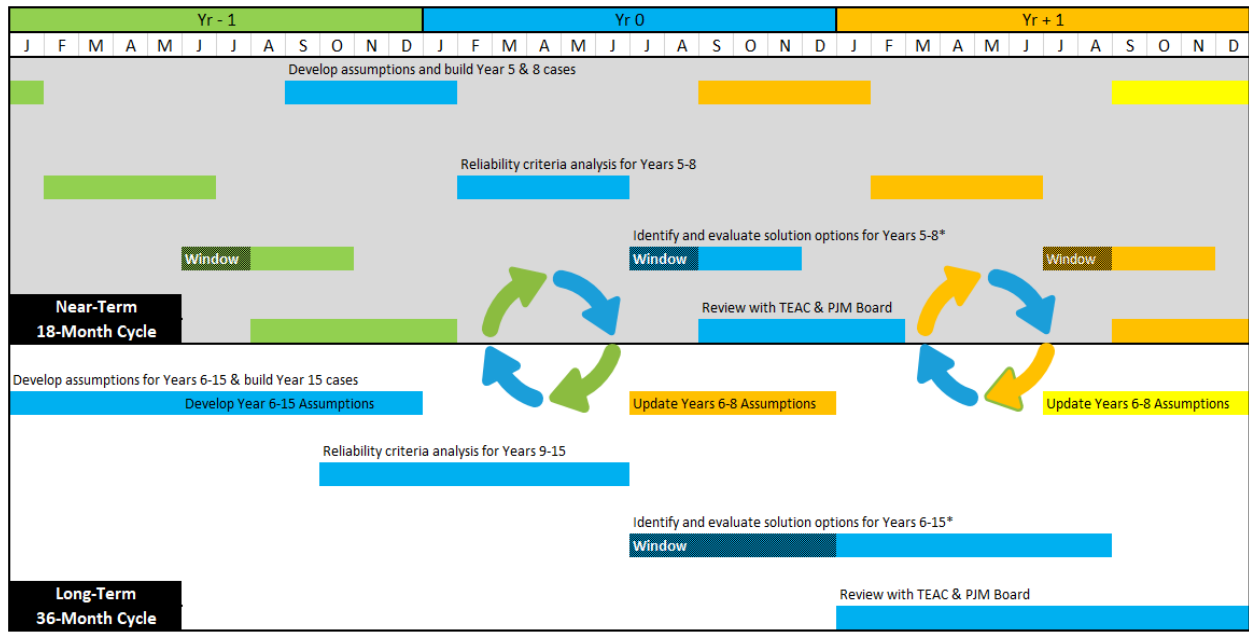 Yr - 1 Yr 0 Yr + 1
J F M A M J J A S O N D J F M A M J J A S O N D J F M A M J J A S O N D
Develop assumptions and build Year 5 & 8 cases
Reliability criteria analysis for Years 5-8
Identify and evaluate solution options for Years 5-8*
Window Window Window
Near-Term Review with TEAC & PJM Board
18-Month Cycle
Develop assumptions for Years 6-15 & build Year 15 cases
Develop Year 6-15 Assumptions Update Years 6-8 Assumptions Update Years 6-8 Assumptions
Reliability criteria analysis for Years 9-15
Identify and evaluate solution options for Years 6-15*
Window
Long-Term Review with TEAC & PJM Board
36-Month Cycle